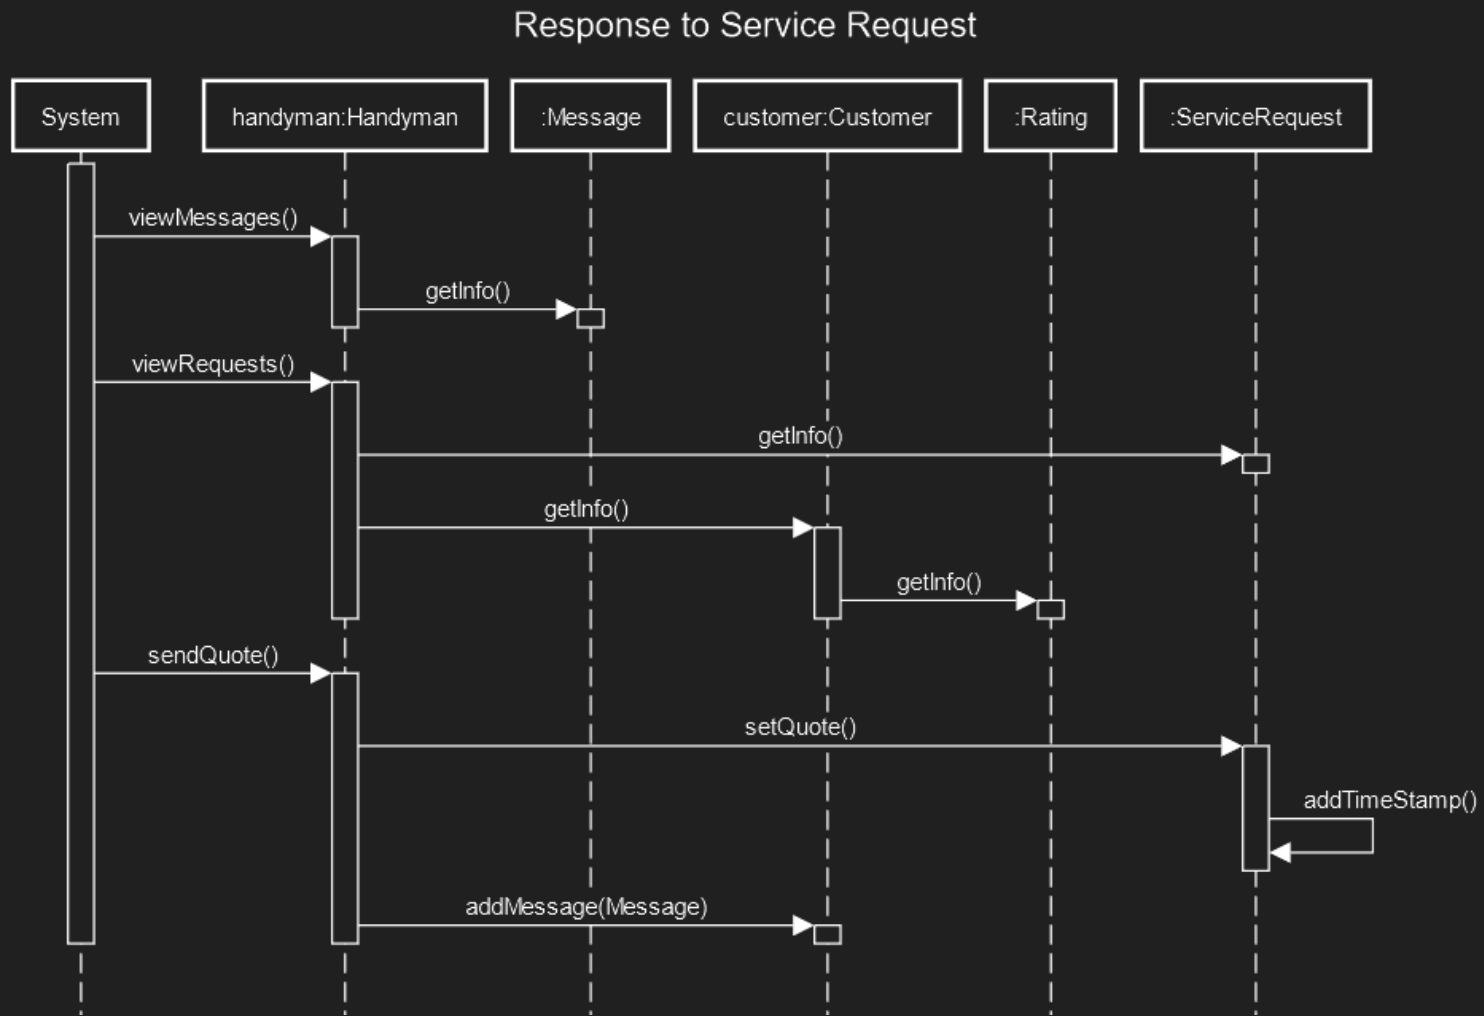 Response to Service Request
System
handyman:Handyman
:Message
customer:Customer
:Rating
:ServiceRequest
viewMessages()
getInfo()
viewRequests()
getInfo()
getInfo()
getInfo()
sendQuote()
setQuote()
addTimeStamp()
addMessage(Message)